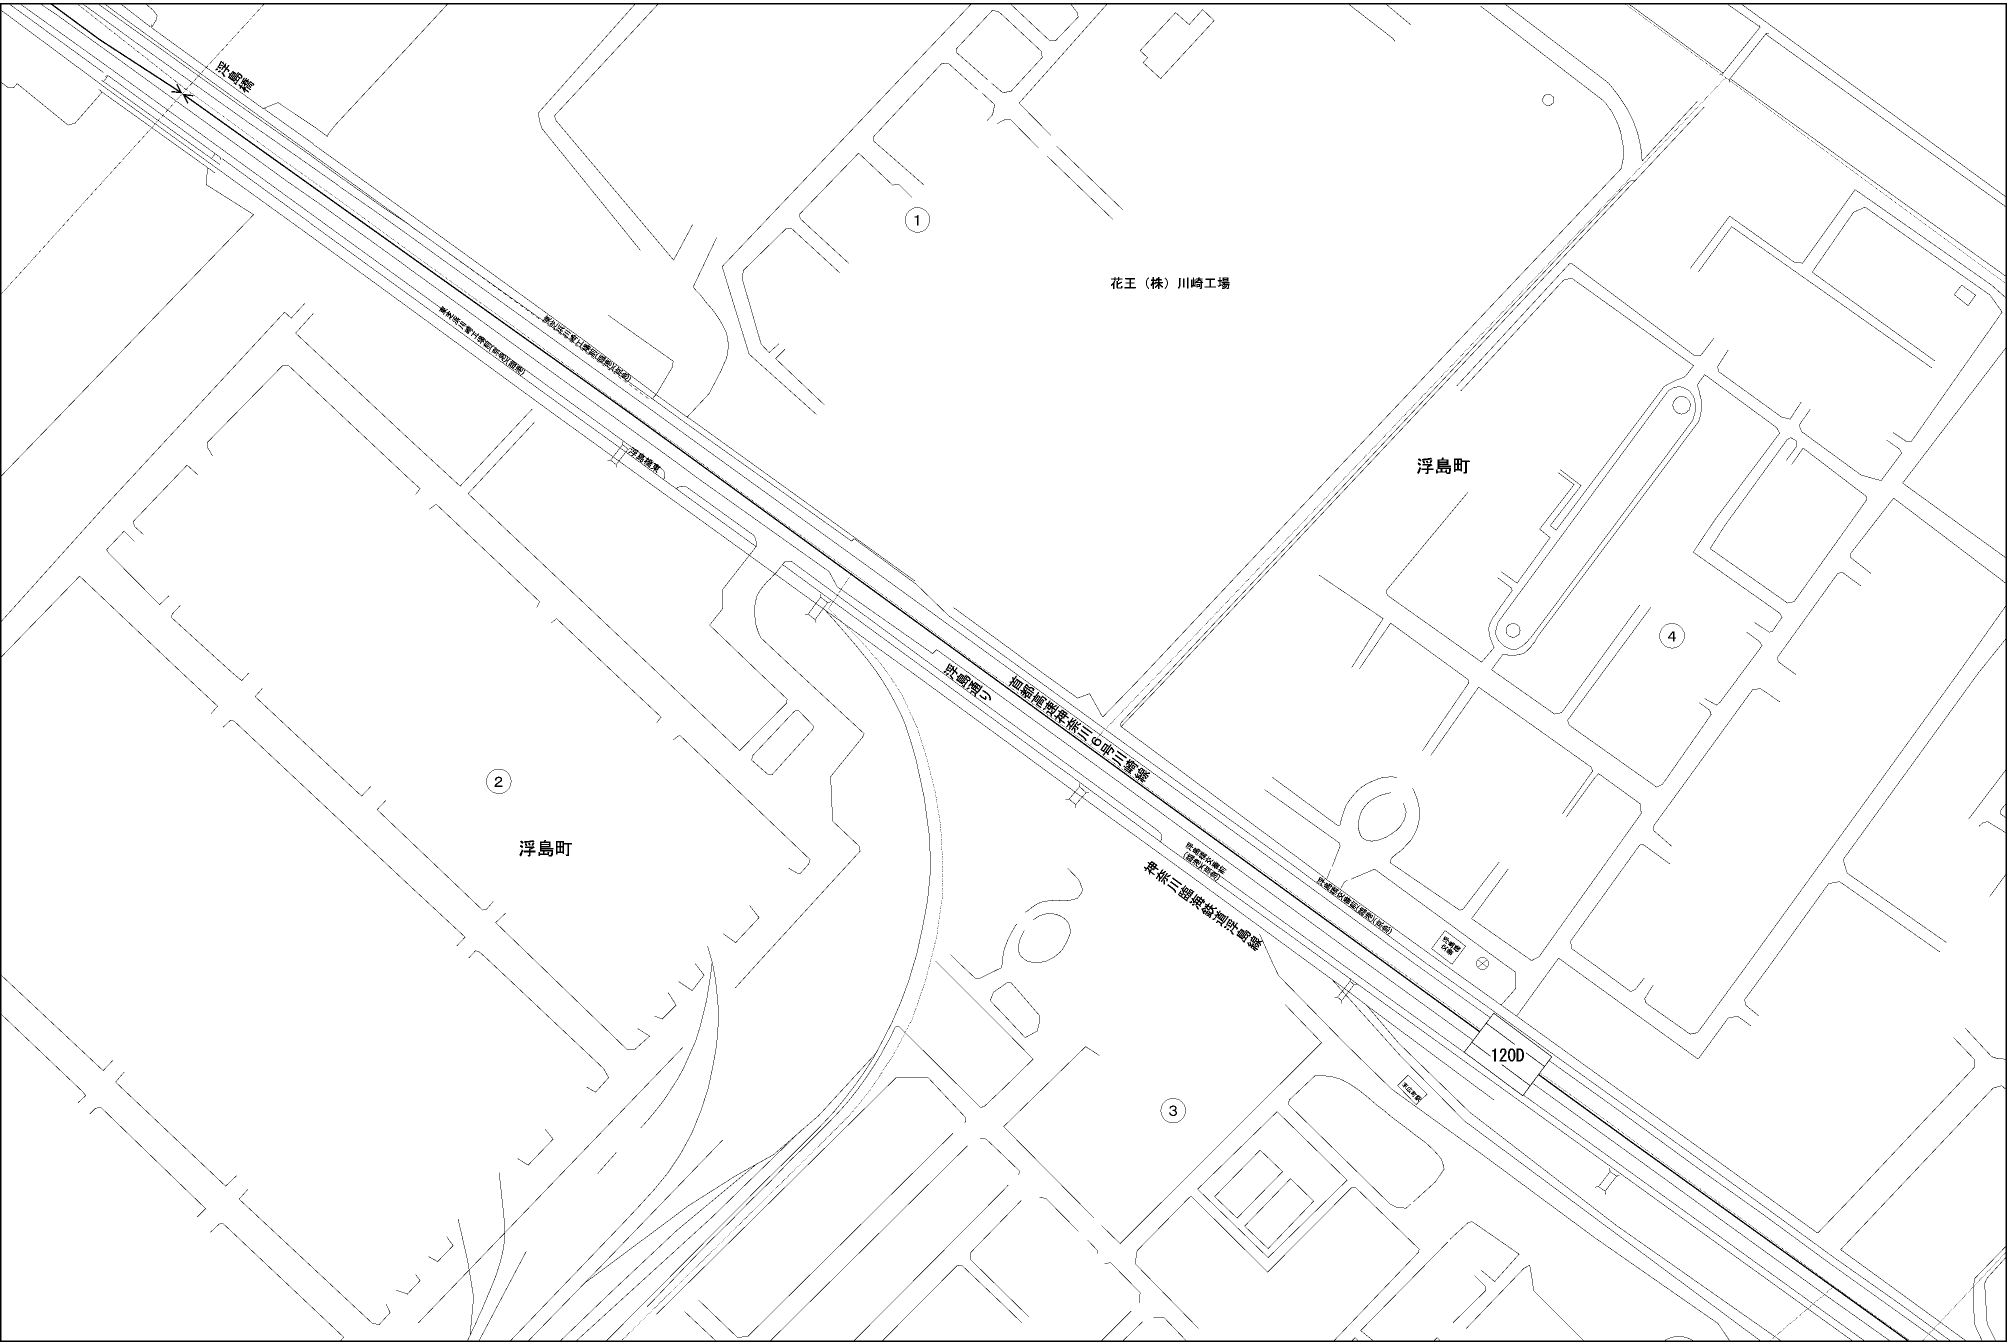 浮島橋
①
花王（株）川崎工場
浮島橋東
浮島町
④
浮島通り
首都高速神奈川6号川崎線
②
浮島町
神奈川臨海鉄道浮島線
120D
③